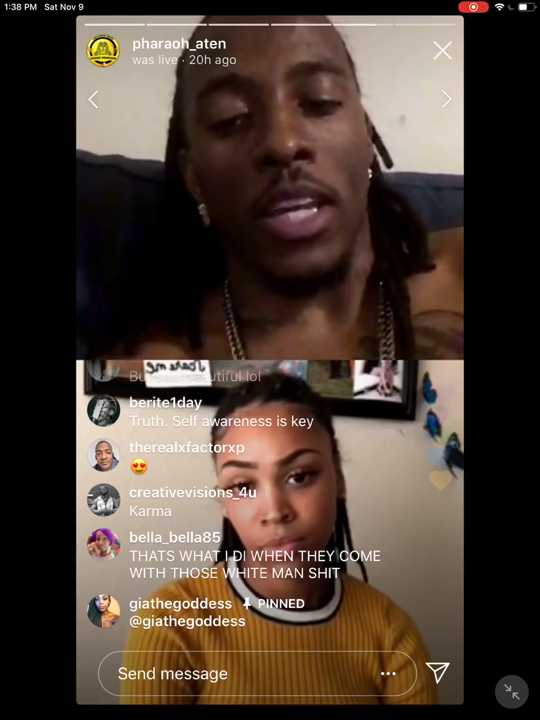 1:38 PM Sat Nov 9
pharaoh_aten
was live · 20h ago
berite1day
Truth. Self awareness is key
therealxfactorxp
😍
creativevisions_4u
Karma
bella_bella85
THATS WHAT I DI WHEN THEY COME
WITH THOSE WHITE MAN SHIT
giathegoddess PINNED
@giathegoddess
Send message